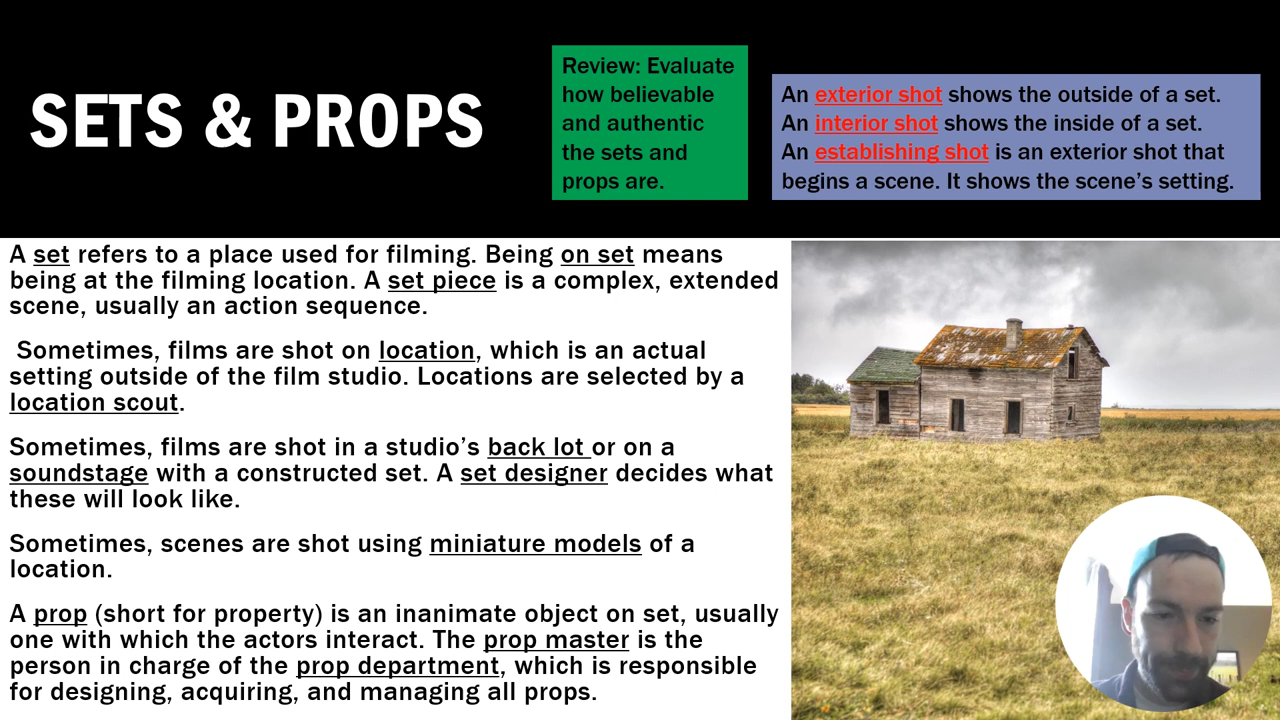 SETS & PROPS
Review: Evaluate
how believable
and authentic
the sets and
props are.
An exterior shot shows the outside of a set.
An interior shot shows the inside of a set.
An establishing shot is an exterior shot that
begins a scene. It shows the scene’s setting.
A set refers to a place used for filming. Being on set means
being at the filming location. A set piece is a complex, extended
scene, usually an action sequence.
Sometimes, films are shot on location, which is an actual
setting outside of the film studio. Locations are selected by a
location scout.
Sometimes, films are shot in a studio’s back lot or on a
soundstage with a constructed set. A set designer decides what
these will look like.
Sometimes, scenes are shot using miniature models of a
location.
A prop (short for property) is an inanimate object on set, usually
one with which the actors interact. The prop master is the
person in charge of the prop department, which is responsible
for designing, acquiring, and managing all props.